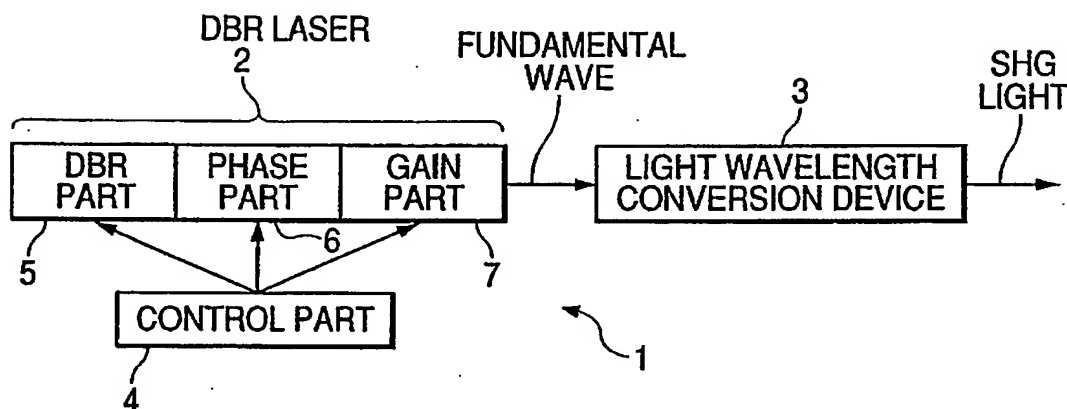 DBR LASER
2
FUNDAMENTAL
WAVE
SHG
LIGHT
3
DBR
PART
PHASE
PART
GAIN
PART
LIGHT WAVELENGTH
CONVERSION DEVICE
5
6
7
CONTROL PART
4
1